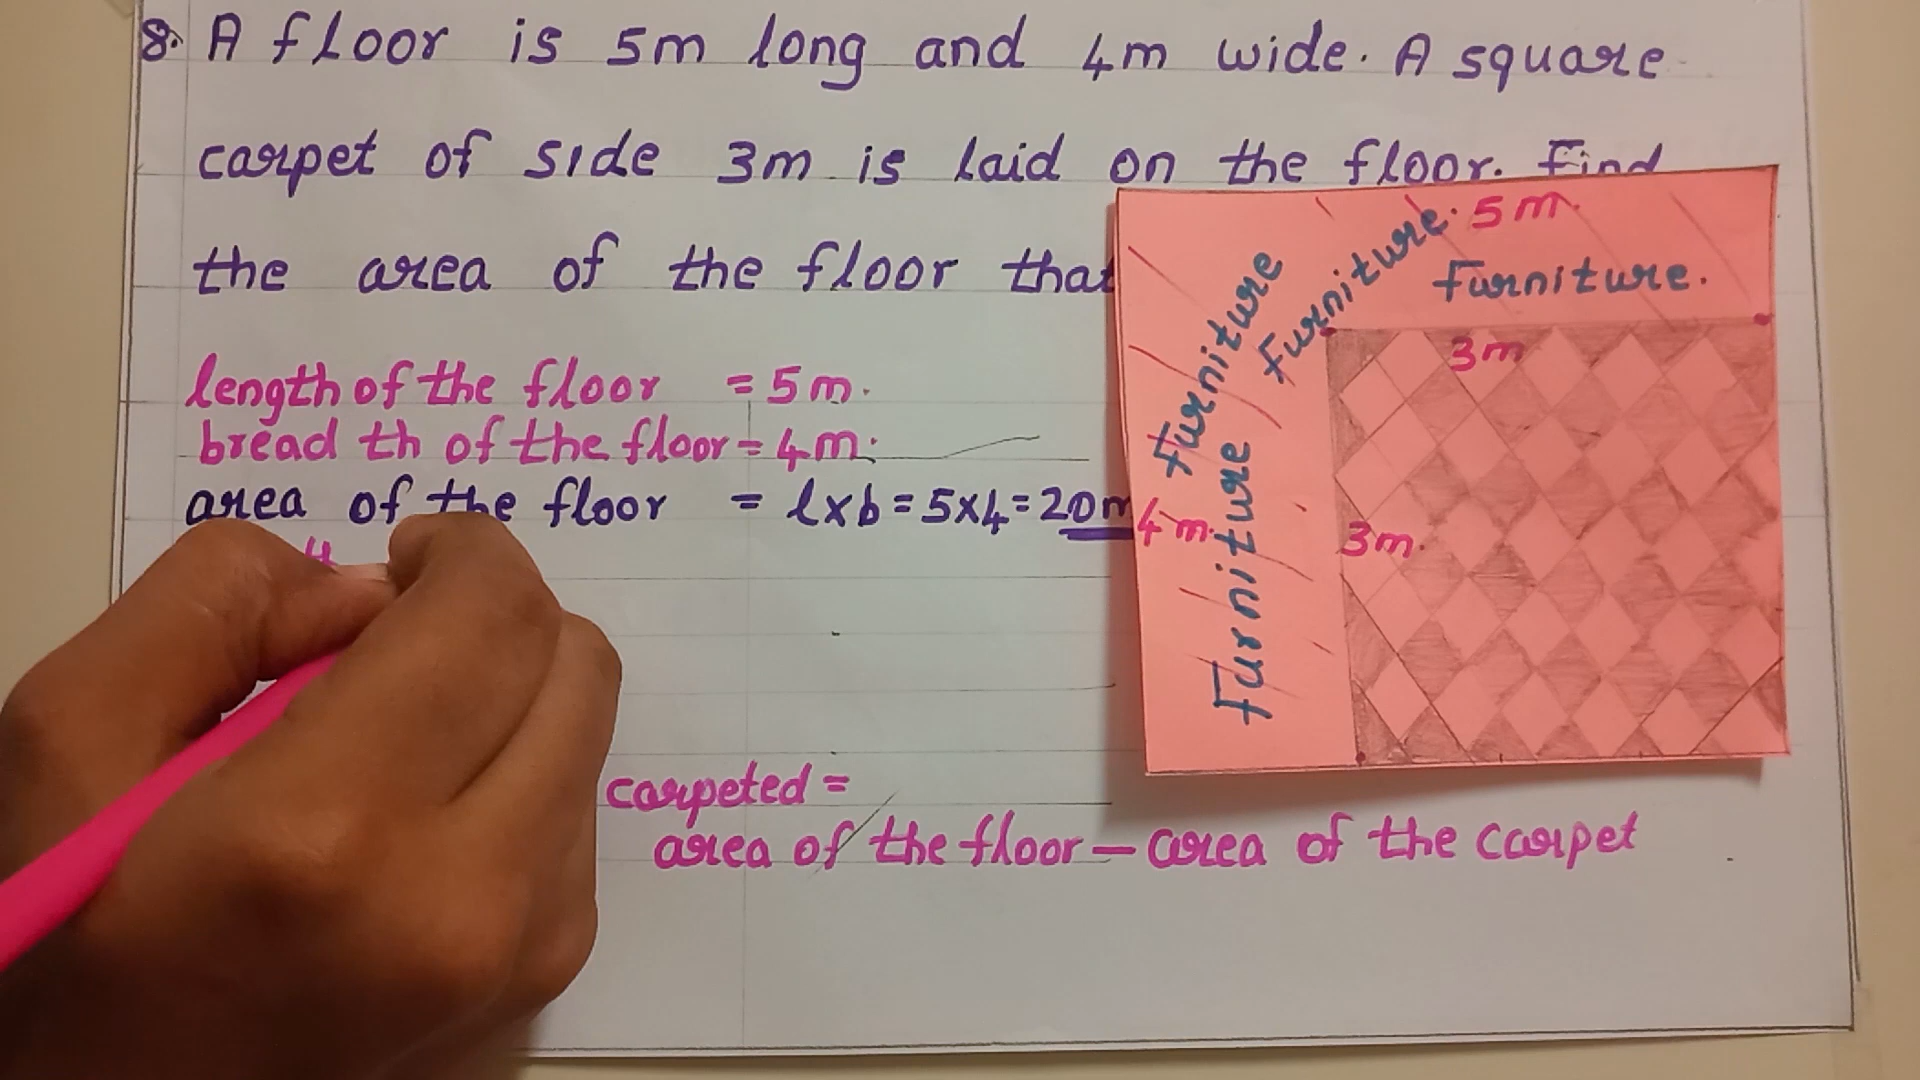 8. A floor is 5m long and 4m wide. A square
carpet of side 3m is laid on the floor. Find
the area of the floor that
length of the floor = 5m.
breadth of the floor = 4m.
area of the floor = l×b = 5×4 = 20m
carpeted =
area of the floor — area of the carpet
5m.
Furniture.
Furniture.
Furniture
Furniture
3m
4m.
3m.